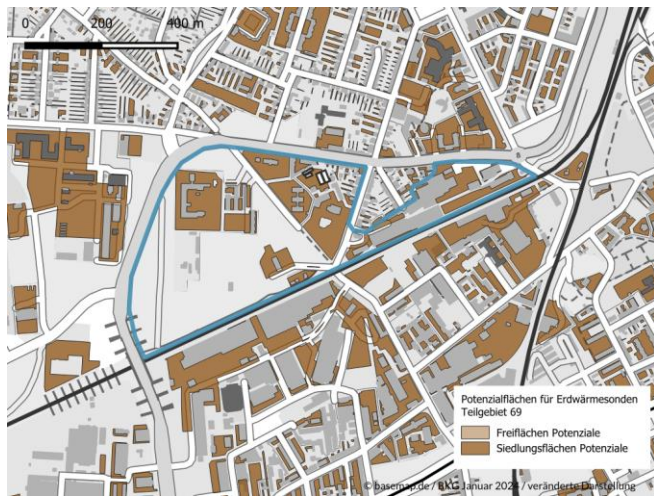 0 200 400 m
Potenzialflächen für Erdwärmesonden
Teilgebiet 69
Freiflächen Potenziale
Siedlungsflächen Potenziale
© basemap.de / BKG Januar 2024 / veränderte Darstellung